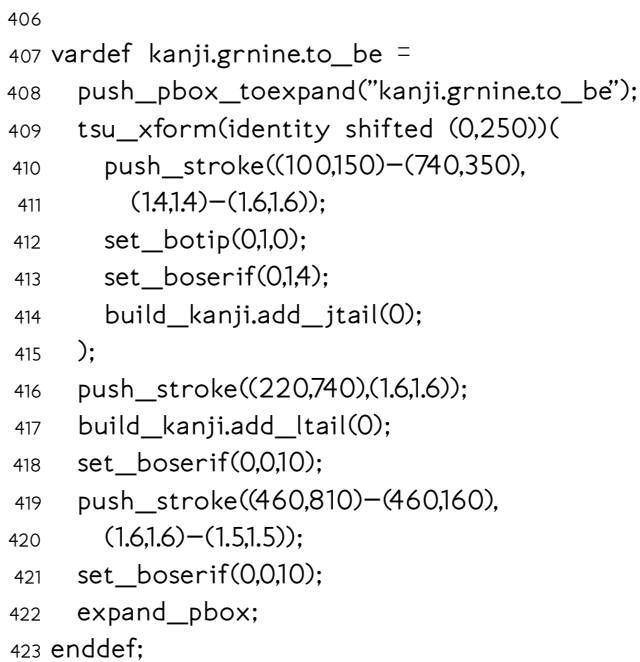 406
407 vardef kanji.grnine.to_be =
408 push_pbox_toexpand("kanji.grnine.to_be");
409 tsu_xform(identity shifted (0,250))(
410 push_stroke((100,150)–(740,350),
411 (1.4,1.4)–(1.6,1.6));
412 set_botip(0,1,0);
413 set_boserif(0,1,4);
414 build_kanji.add_jtail(0);
415 );
416 push_stroke((220,740),(1.6,1.6));
417 build_kanji.add_ltail(0);
418 set_boserif(0,0,10);
419 push_stroke((460,810)–(460,160),
420 (1.6,1.6)–(1.5,1.5));
421 set_boserif(0,0,10);
422 expand_pbox;
423 enddef;